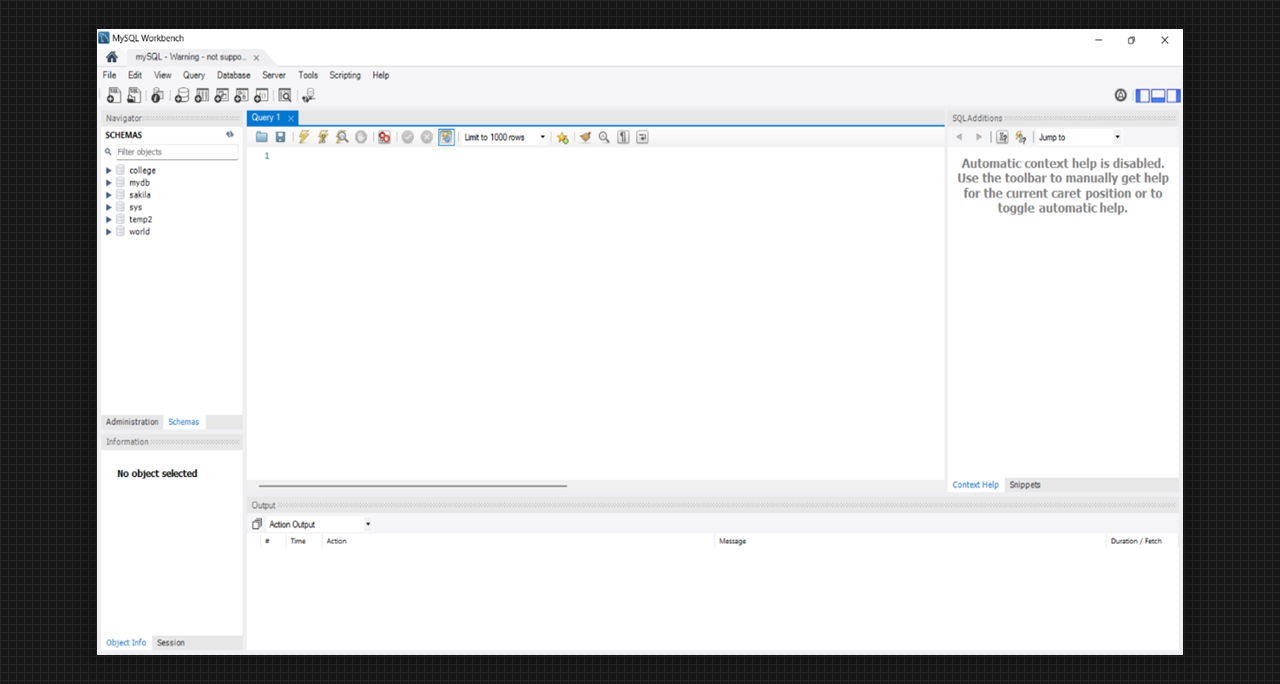 MySQL Workbench
mySQL - Warning - not suppo..
File Edit View Query Database Server Tools Scripting Help
Navigator
SCHEMAS
Filter objects
college
mydb
sakila
sys
temp2
world
Administration Schemas
Information
No object selected
Object Info Session
Query 1
Limit to 1000 rows
1
Output
Action Output
# Time Action Message Duration / Fetch
SQLAdditions
Jump to
Automatic context help is disabled.
Use the toolbar to manually get help
for the current caret position or to
toggle automatic help.
Context Help Snippets